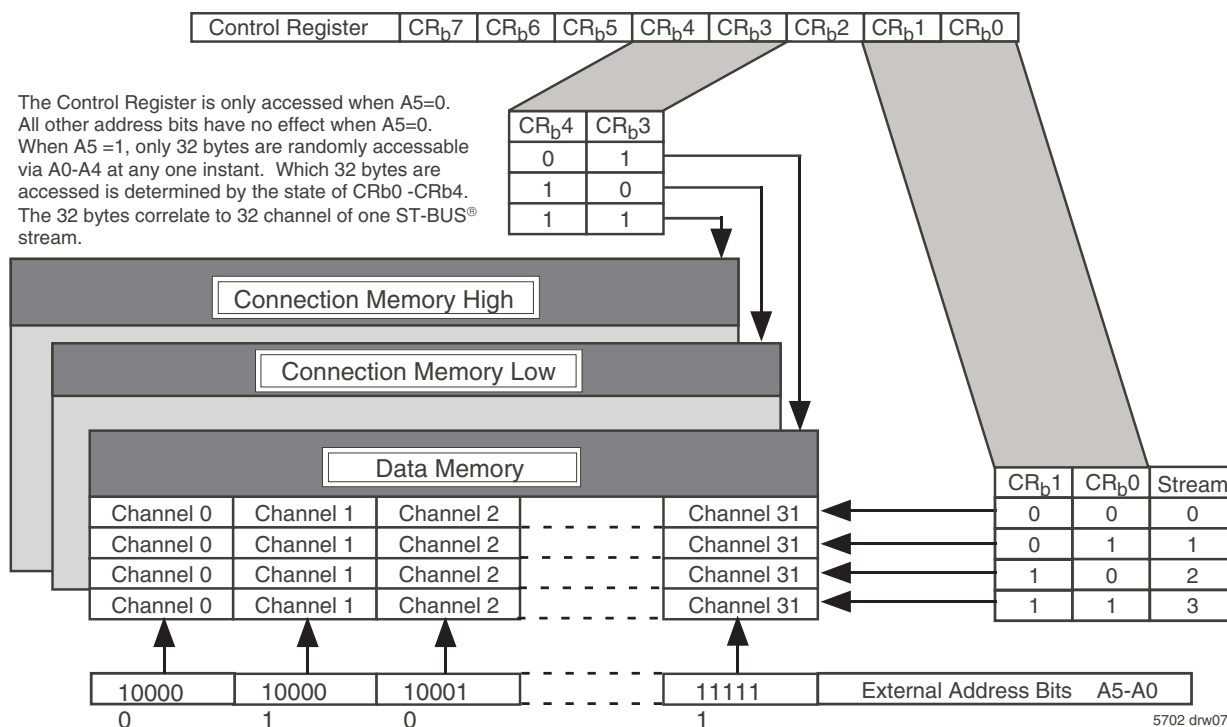 Control Register CRb7 CRb6 CRb5 CRb4 CRb3 CRb2 CRb1 CRb0
The Control Register is only accessed when A5=0.
All other address bits have no effect when A5=0.
When A5 =1, only 32 bytes are randomly accessable
via A0-A4 at any one instant. Which 32 bytes are
accessed is determined by the state of CRb0 -CRb4.
The 32 bytes correlate to 32 channel of one ST-BUS®
stream.
CRb4 CRb3
0 1
1 0
1 1
Connection Memory High
Connection Memory Low
Data Memory
Channel 0 Channel 1 Channel 2 Channel 31
Channel 0 Channel 1 Channel 2 Channel 31
Channel 0 Channel 1 Channel 2 Channel 31
Channel 0 Channel 1 Channel 2 Channel 31
CRb1 CRb0 Stream
0 0 0
0 1 1
1 0 2
1 1 3
10000 10000 10001 11111 External Address Bits A5-A0
0 1 0 1
5702 drw07